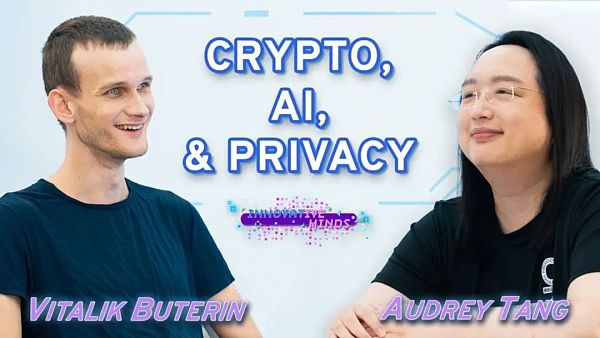 CRYPTO,
AI,
& PRIVACY
INNOVATIVE
MINDS
VITALIK BUTERIN
AUDREY TANG